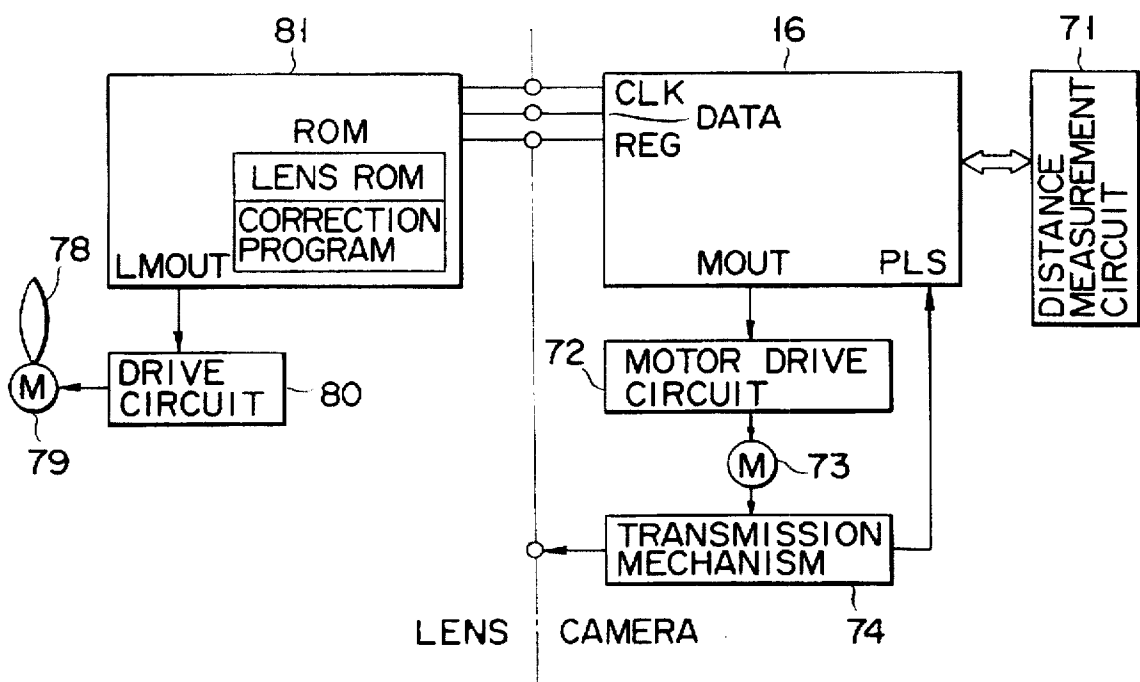 81
16
71
ROM
LENS ROM
CORRECTION
PROGRAM
LMOUT
CLK
DATA
REG
MOUT
PLS
DISTANCE
MEASUREMENT
CIRCUIT
78
M
79
DRIVE
CIRCUIT
80
72
MOTOR DRIVE
CIRCUIT
M
73
TRANSMISSION
MECHANISM
74
LENS
CAMERA